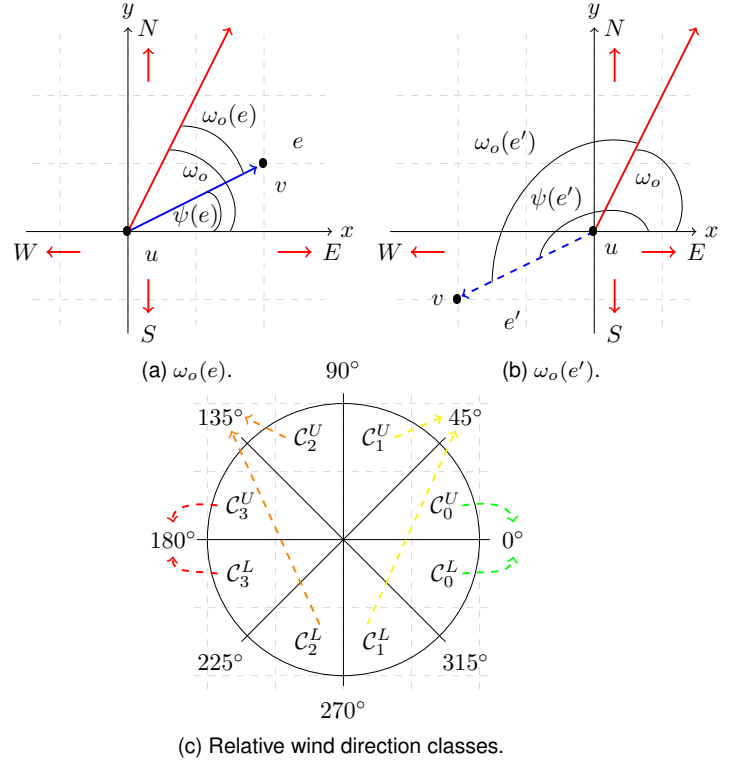 y
N
ω_o(e)
e
ω_o
v
ψ(e)
x
W
u
E
S
(a) ω_o(e).
y
N
ω_o(e′)
ω_o
ψ(e′)
x
u
W
E
v
e′
S
(b) ω_o(e′).
90°
135°
45°
C_2^U
C_1^U
C_3^U
C_0^U
180°
0°
C_3^L
C_0^L
C_2^L
C_1^L
225°
315°
270°
(c) Relative wind direction classes.